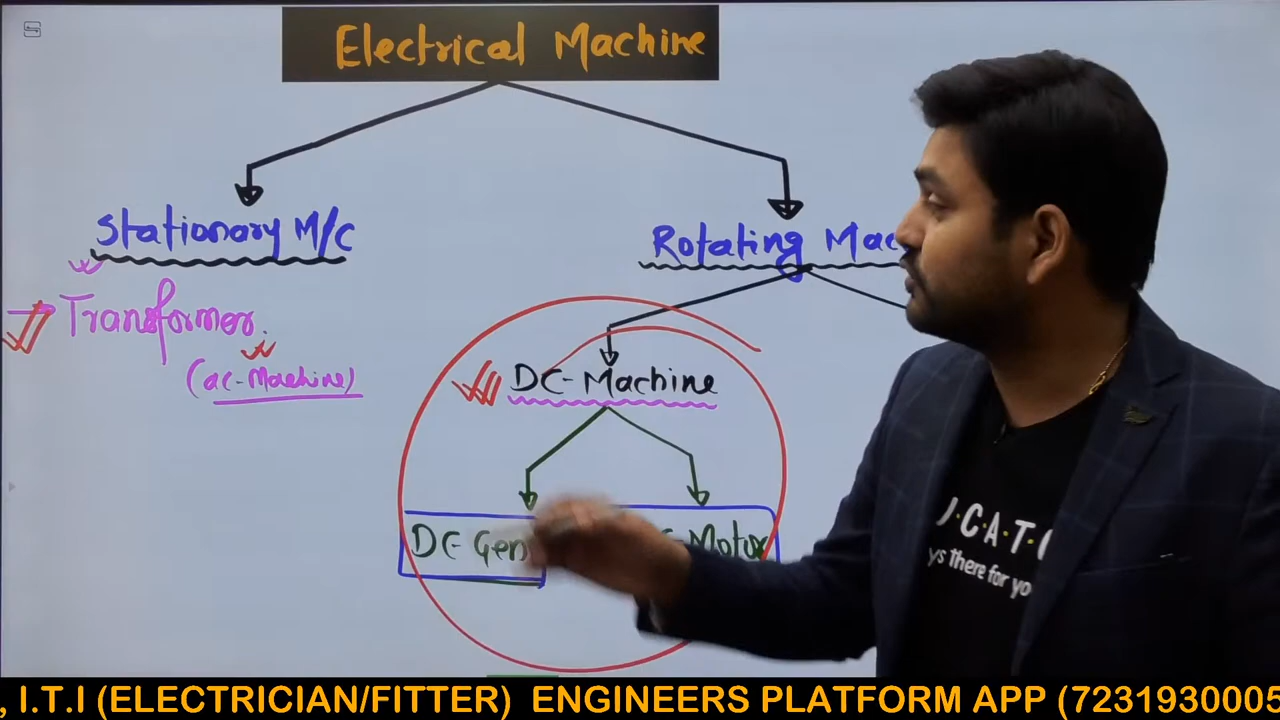 Electrical Machine
Stationary M/C
Rotating Mac
Transformer.
(ac-Machine)
DC-Machine
DC-Gen
Motor
U.C.A.T.
ys there for yo
, I.T.I (ELECTRICIAN/FITTER) ENGINEERS PLATFORM APP (7231930005